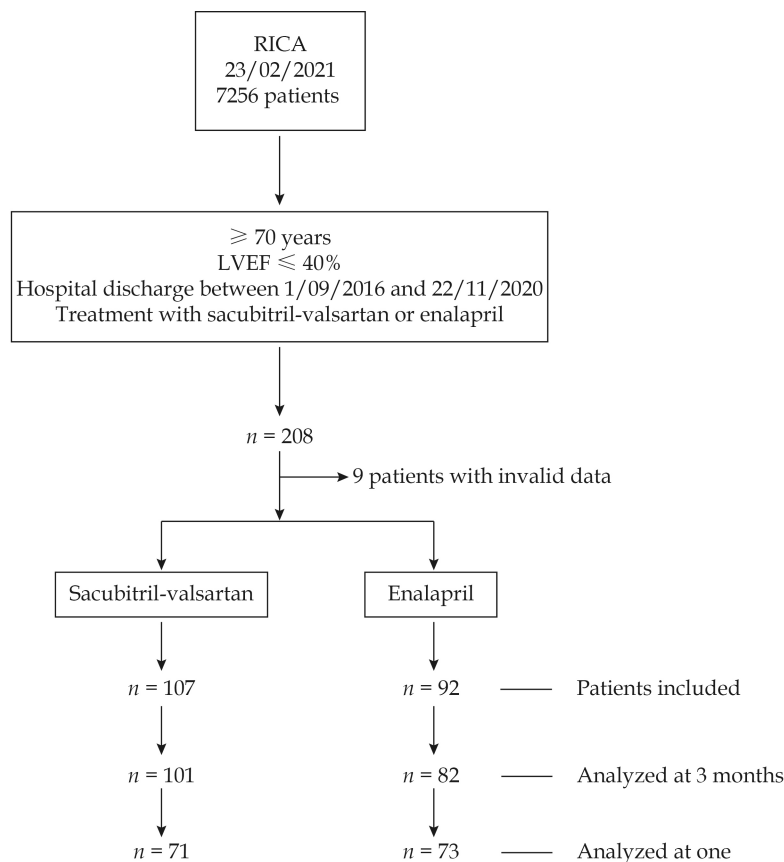 RICA
23/02/2021
7256 patients
⩾ 70 years
LVEF ⩽ 40%
Hospital discharge between 1/09/2016 and 22/11/2020
Treatment with sacubitril-valsartan or enalapril
n = 208
9 patients with invalid data
Sacubitril-valsartan
Enalapril
n = 107
n = 92
Patients included
n = 101
n = 82
Analyzed at 3 months
n = 71
n = 73
Analyzed at one